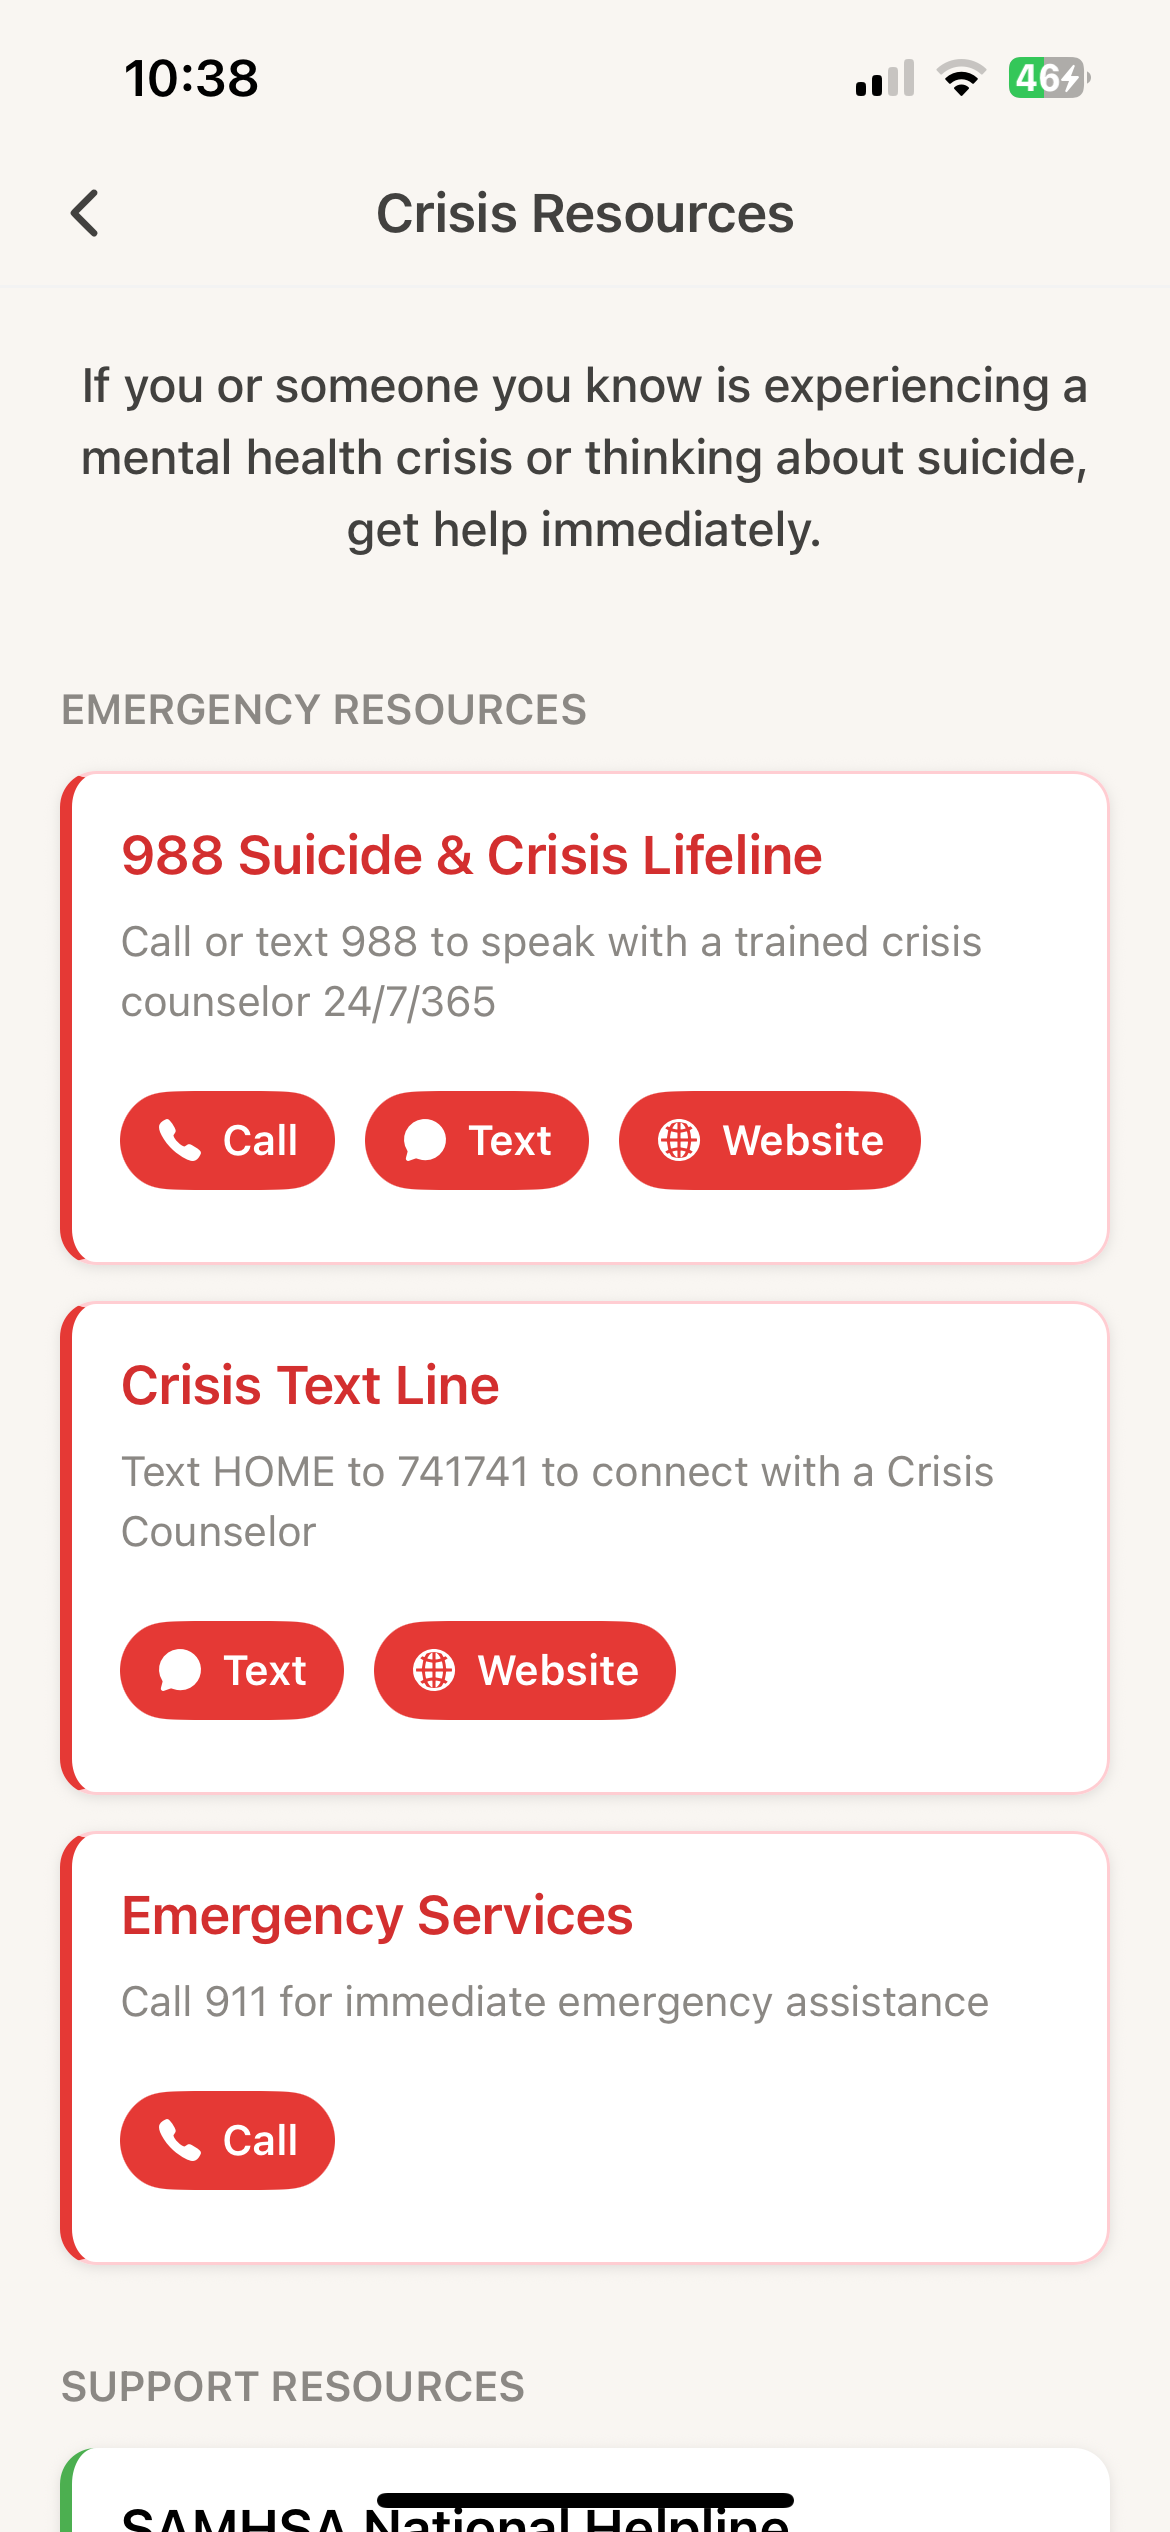 10:38
46
Crisis Resources
If you or someone you know is experiencing a
mental health crisis or thinking about suicide,
get help immediately.
EMERGENCY RESOURCES
988 Suicide & Crisis Lifeline
Call or text 988 to speak with a trained crisis
counselor 24/7/365
Call Text Website
Crisis Text Line
Text HOME to 741741 to connect with a Crisis
Counselor
Text Website
Emergency Services
Call 911 for immediate emergency assistance
Call
SUPPORT RESOURCES
SAMHSA National Helpline